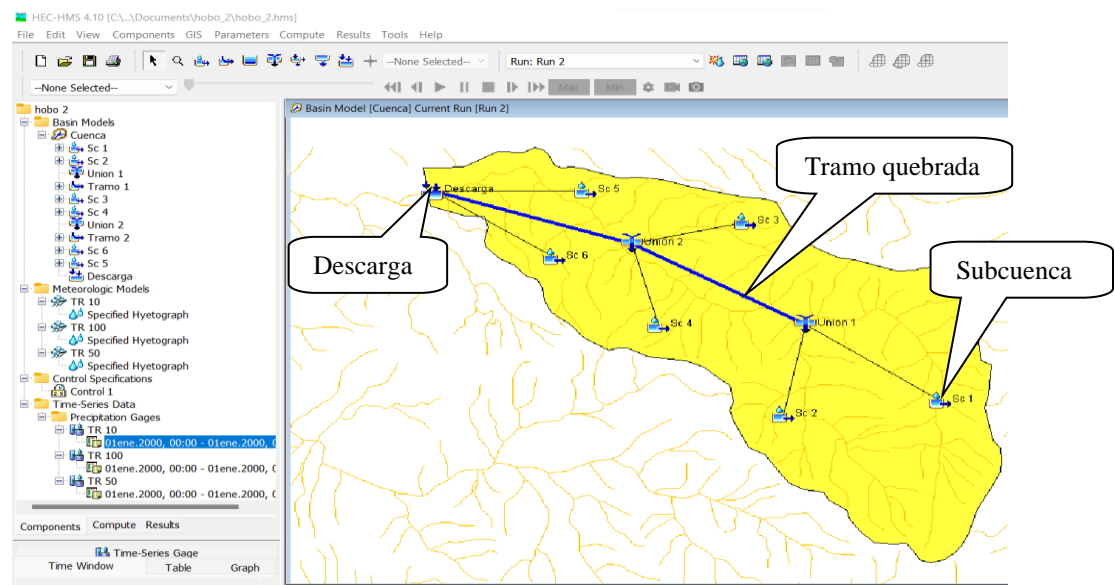 HEC-HMS 4.10 [C:\...\Documents\hobo_2\hobo_2.hms]
File Edit View Components GIS Parameters Compute Results Tools Help
--None Selected-- Run: Run 2
--None Selected-- Max Min
hobo 2
Basin Models
Cuenca
Sc 1
Sc 2
Union 1
Tramo 1
Sc 3
Sc 4
Union 2
Tramo 2
Sc 6
Sc 5
Descarga
Meteorologic Models
TR 10
Specified Hyetograph
TR 100
Specified Hyetograph
TR 50
Specified Hyetograph
Control Specifications
Control 1
Time-Series Data
Precipitation Gages
TR 10
01ene.2000, 00:00 - 01ene.2000, 0
TR 100
01ene.2000, 00:00 - 01ene.2000, 0
TR 50
01ene.2000, 00:00 - 01ene.2000, 0
Components Compute Results
Time-Series Gage
Time Window Table Graph
Basin Model [Cuenca] Current Run [Run 2]
Tramo quebrada
Descarga
Sc 5
Sc 3
Union 2
Descarga
Sc 6
Subcuenca
Sc 4
Union 1
Sc 1
Sc 2